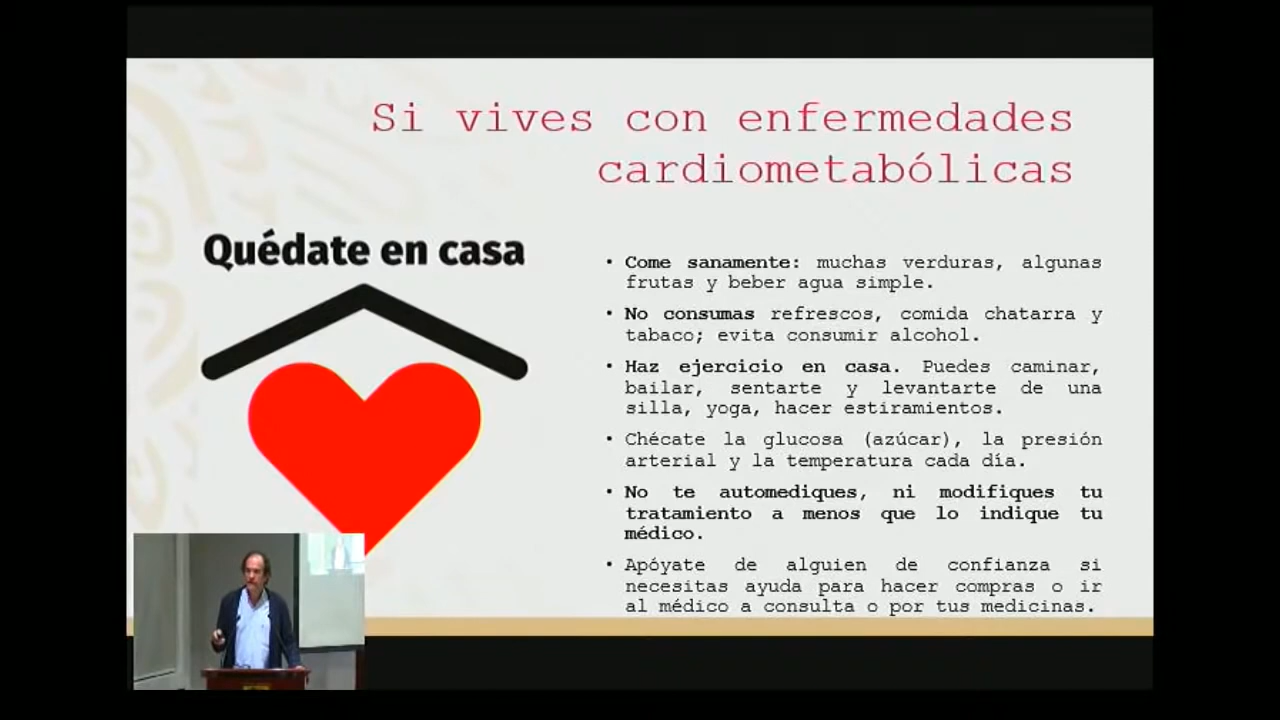 Si vives con enfermedades
cardiometabólicas
Quédate en casa
• Come sanamente: muchas verduras, algunas
frutas y beber agua simple.
• No consumas refrescos, comida chatarra y
tabaco; evita consumir alcohol.
• Haz ejercicio en casa. Puedes caminar,
bailar, sentarte y levantarte de una
silla, yoga, hacer estiramientos.
• Chécate la glucosa (azúcar), la presión
arterial y la temperatura cada día.
• No te automediques, ni modifiques tu
tratamiento a menos que lo indique tu
médico.
• Apóyate de alguien de confianza si
necesitas ayuda para hacer compras o ir
al médico a consulta o por tus medicinas.